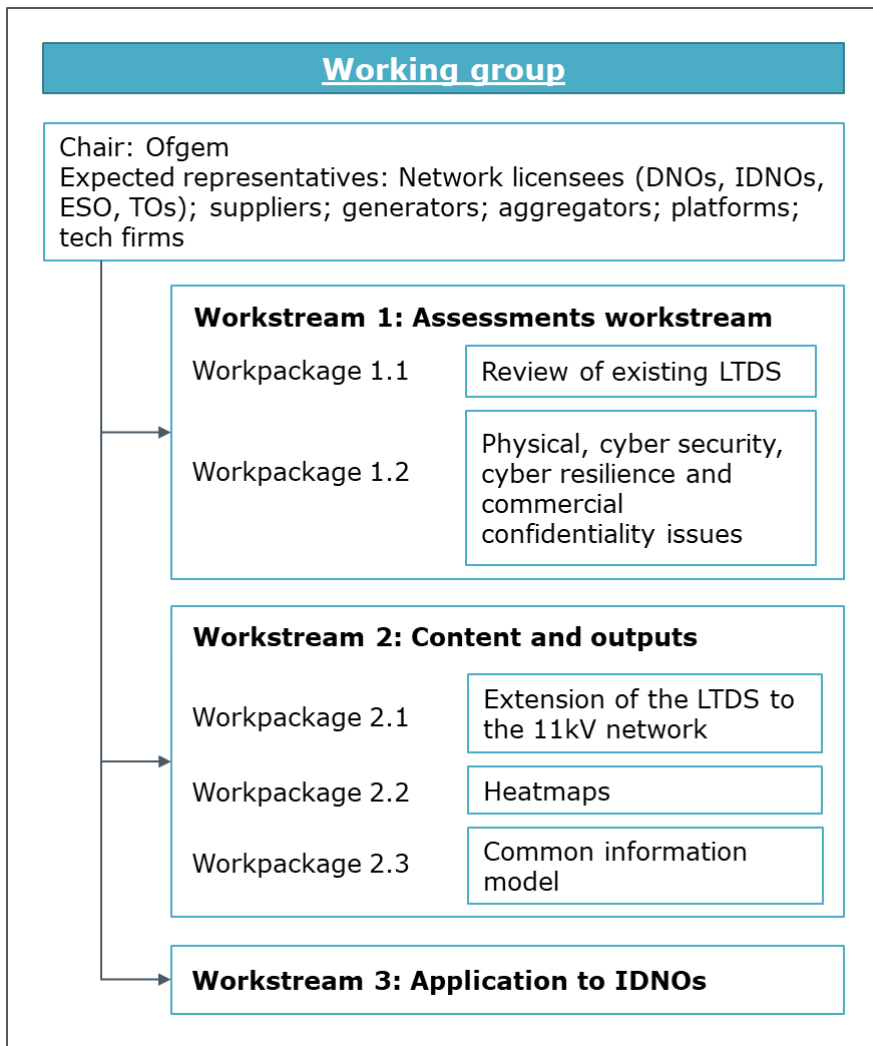 Working group
Chair: Ofgem
Expected representatives: Network licensees (DNOs, IDNOs,
ESO, TOs); suppliers; generators; aggregators; platforms;
tech firms
Workstream 1: Assessments workstream
Workpackage 1.1
Review of existing LTDS
Workpackage 1.2
Physical, cyber security,
cyber resilience and
commercial
confidentiality issues
Workstream 2: Content and outputs
Workpackage 2.1
Extension of the LTDS to
the 11kV network
Workpackage 2.2
Heatmaps
Workpackage 2.3
Common information
model
Workstream 3: Application to IDNOs